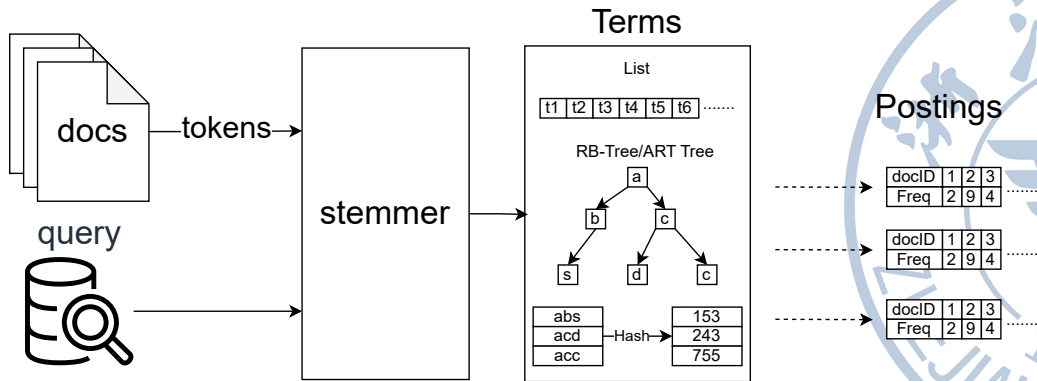 Terms
docs
tokens
query
stemmer
List
t1 t2 t3 t4 t5 t6 .......
RB-Tree/ART Tree
a
b c
s d c
abs
acd
acc
Hash
153
243
755
Postings
docID 1 2 3
Freq 2 9 4 ......
docID 1 2 3
Freq 2 9 4 ......
docID 1 2 3
Freq 2 9 4 ......